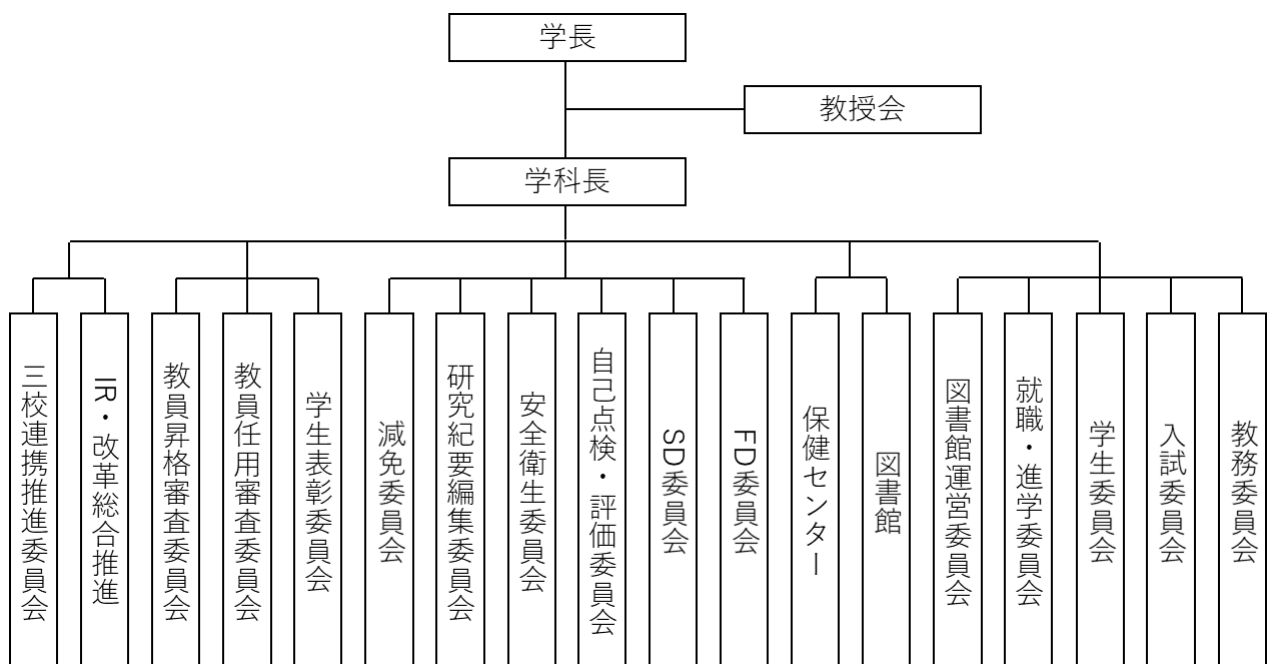 学長
教授会
学科長
三校連携推進委員会
IR・改革総合推進
教員昇格審査委員会
教員任用審査委員会
学生表彰委員会
減免委員会
研究紀要編集委員会
安全衛生委員会
自己点検・評価委員会
SD委員会
FD委員会
保健センター
図書館
図書館運営委員会
就職・進学委員会
学生委員会
入試委員会
教務委員会